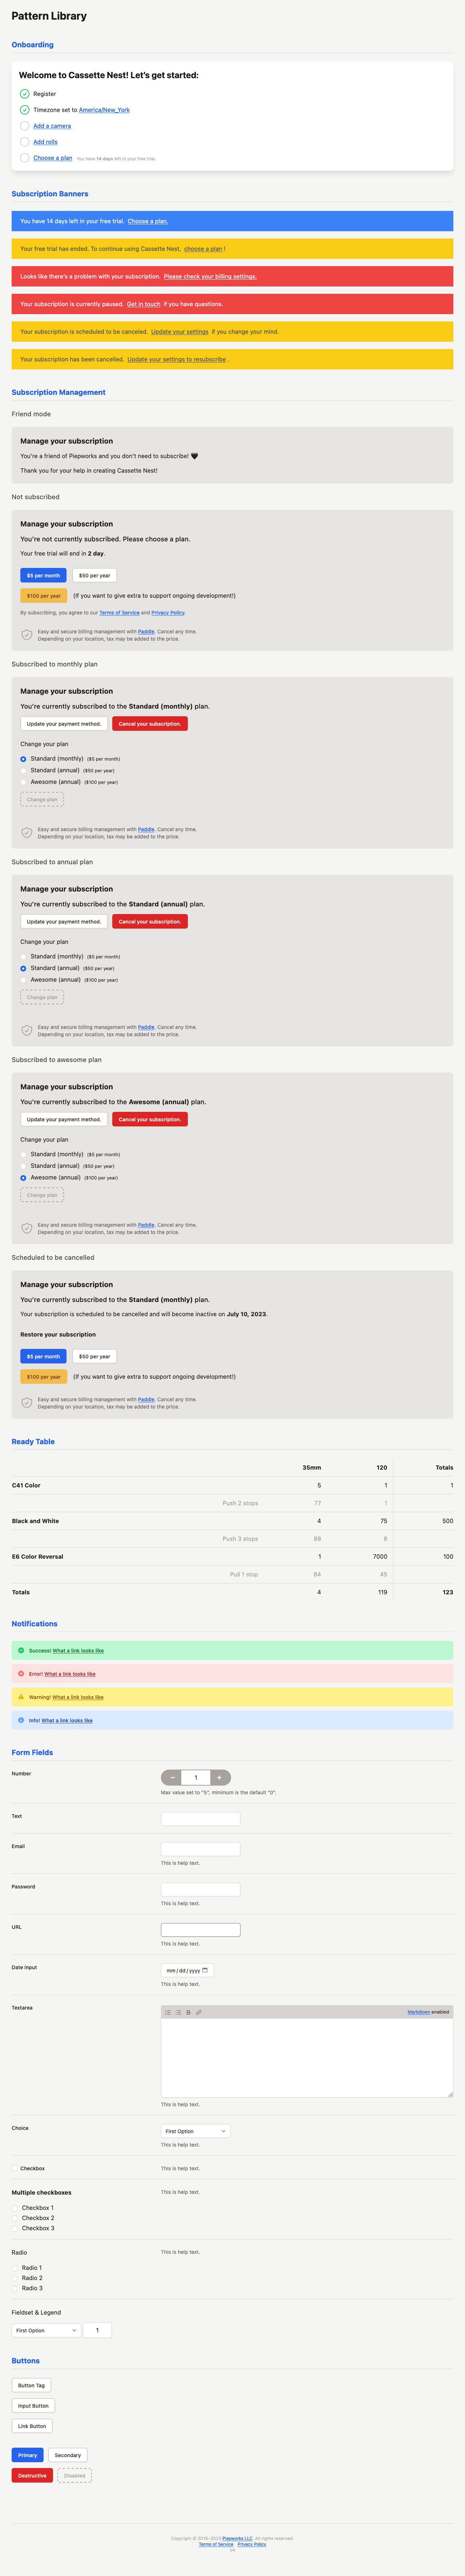 Pattern Library
Onboarding
Welcome to Cassette Nest! Let's get started:
Register
Timezone set to America/New_York
Add a camera
Add rolls
Choose a plan You have 14 days left in your free trial.
Subscription Banners
You have 14 days left in your free trial. Choose a plan.
Your free trial has ended. To continue using Cassette Nest, choose a plan!
Looks like there's a problem with your subscription. Please check your billing settings.
Your subscription is currently paused. Get in touch if you have questions.
Your subscription is scheduled to be canceled. Update your settings if you change your mind.
Your subscription has been cancelled. Update your settings to resubscribe.
Subscription Management
Friend mode
Manage your subscription
You're a friend of Piepworks and you don't need to subscribe! 🖤
Thank you for your help in creating Cassette Nest!
Not subscribed
Manage your subscription
You're not currently subscribed. Please choose a plan.
Your free trial will end in 2 day.
$5 per month $50 per year
$100 per year (If you want to give extra to support ongoing development!)
By subscribing, you agree to our Terms of Service and Privacy Policy.
Easy and secure billing management with Paddle. Cancel any time.
Depending on your location, tax may be added to the price.
Subscribed to monthly plan
Manage your subscription
You're currently subscribed to the Standard (monthly) plan.
Update your payment method. Cancel your subscription.
Change your plan
Standard (monthly) ($5 per month)
Standard (annual) ($50 per year)
Awesome (annual) ($100 per year)
Change plan
Easy and secure billing management with Paddle. Cancel any time.
Depending on your location, tax may be added to the price.
Subscribed to annual plan
Manage your subscription
You're currently subscribed to the Standard (annual) plan.
Update your payment method. Cancel your subscription.
Change your plan
Standard (monthly) ($5 per month)
Standard (annual) ($50 per year)
Awesome (annual) ($100 per year)
Change plan
Easy and secure billing management with Paddle. Cancel any time.
Depending on your location, tax may be added to the price.
Subscribed to awesome plan
Manage your subscription
You're currently subscribed to the Awesome (annual) plan.
Update your payment method. Cancel your subscription.
Change your plan
Standard (monthly) ($5 per month)
Standard (annual) ($50 per year)
Awesome (annual) ($100 per year)
Change plan
Easy and secure billing management with Paddle. Cancel any time.
Depending on your location, tax may be added to the price.
Scheduled to be cancelled
Manage your subscription
You're currently subscribed to the Standard (monthly) plan.
Your subscription is scheduled to be cancelled and will become inactive on July 10, 2023.
Restore your subscription
$5 per month $50 per year
$100 per year (If you want to give extra to support ongoing development!)
Easy and secure billing management with Paddle. Cancel any time.
Depending on your location, tax may be added to the price.
Ready Table
35mm 120 Totals
C41 Color 5 1 1
Push 2 stops 77 1
Black and White 4 75 500
Push 3 stops 88 8
E6 Color Reversal 1 7000 100
Pull 1 stop 84 45
Totals 4 119 123
Notifications
Success! What a link looks like
Error! What a link looks like
Warning! What a link looks like
Info! What a link looks like
Form Fields
Number
− 1 +
Max value set to "5", minimum is the default "0".
Text
Email
This is help text.
Password
This is help text.
URL
This is help text.
Date input
mm/dd/yyyy
This is help text.
Textarea
B Markdown enabled
This is help text.
Choice
First Option
This is help text.
Checkbox This is help text.
Multiple checkboxes This is help text.
Checkbox 1
Checkbox 2
Checkbox 3
Radio This is help text.
Radio 1
Radio 2
Radio 3
Fieldset & Legend
First Option 1
Buttons
Button Tag
Input Button
Link Button
Primary Secondary
Destructive Disabled
Copyright © 2018–2023 Piepworks LLC. All rights reserved.
Terms of Service Privacy Policy
v4